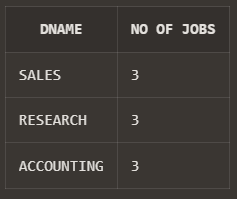 DNAME NO OF JOBS
SALES 3
RESEARCH 3
ACCOUNTING 3